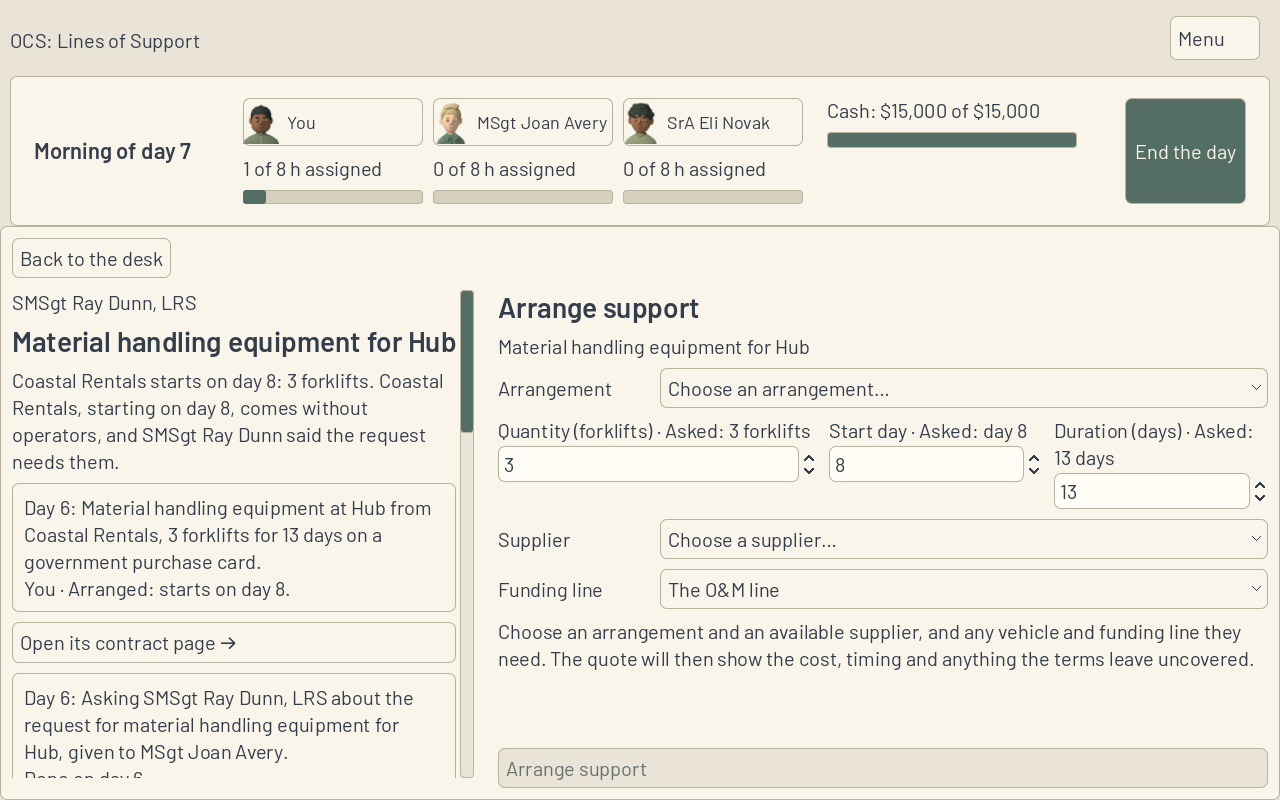 OCS: Lines of Support
Menu
Morning of day 7
You
MSgt Joan Avery
SrA Eli Novak
1 of 8 h assigned
0 of 8 h assigned
0 of 8 h assigned
Cash: $15,000 of $15,000
End the day
Back to the desk
SMSgt Ray Dunn, LRS
Material handling equipment for Hub
Coastal Rentals starts on day 8: 3 forklifts. Coastal
Rentals, starting on day 8, comes without
operators, and SMSgt Ray Dunn said the request
needs them.
Day 6: Material handling equipment at Hub from
Coastal Rentals, 3 forklifts for 13 days on a
government purchase card.
You · Arranged: starts on day 8.
Open its contract page →
Day 6: Asking SMSgt Ray Dunn, LRS about the
request for material handling equipment for
Hub, given to MSgt Joan Avery.
Done on day 6
Arrange support
Material handling equipment for Hub
Arrangement
Choose an arrangement...
Quantity (forklifts) · Asked: 3 forklifts
3
Start day · Asked: day 8
8
Duration (days) · Asked:
13 days
13
Supplier
Choose a supplier...
Funding line
The O&M line
Choose an arrangement and an available supplier, and any vehicle and funding line they
need. The quote will then show the cost, timing and anything the terms leave uncovered.
Arrange support